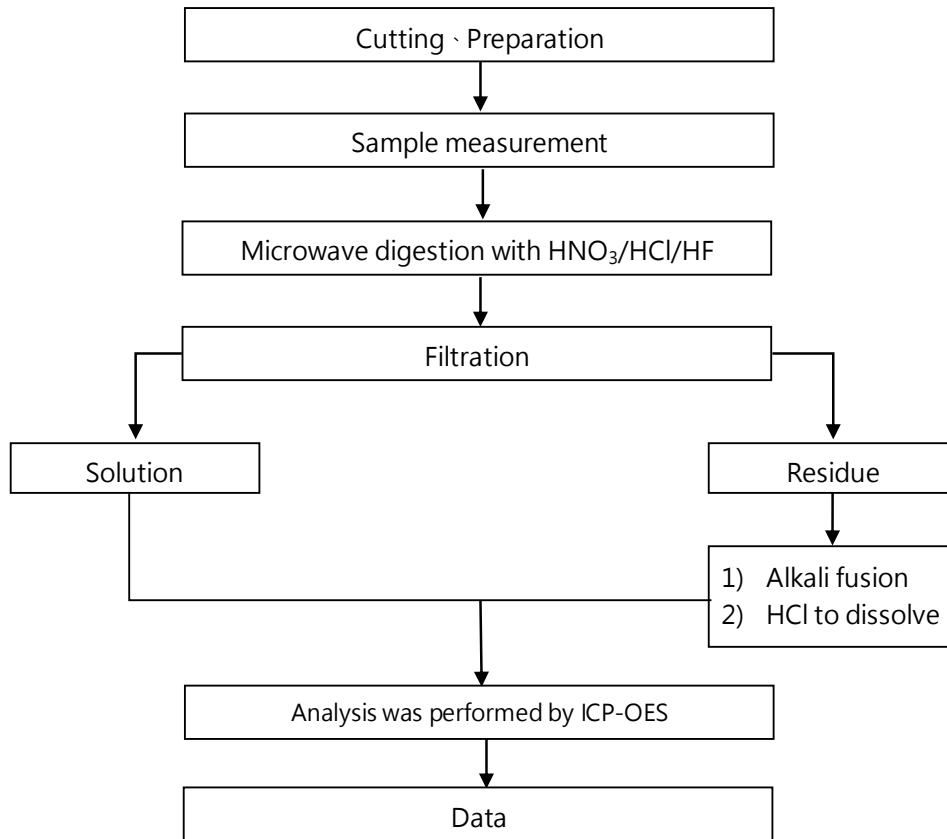 Cutting、Preparation
Sample measurement
Microwave digestion with HNO₃/HCl/HF
Filtration
Solution
Residue
1) Alkali fusion
2) HCl to dissolve
Analysis was performed by ICP-OES
Data